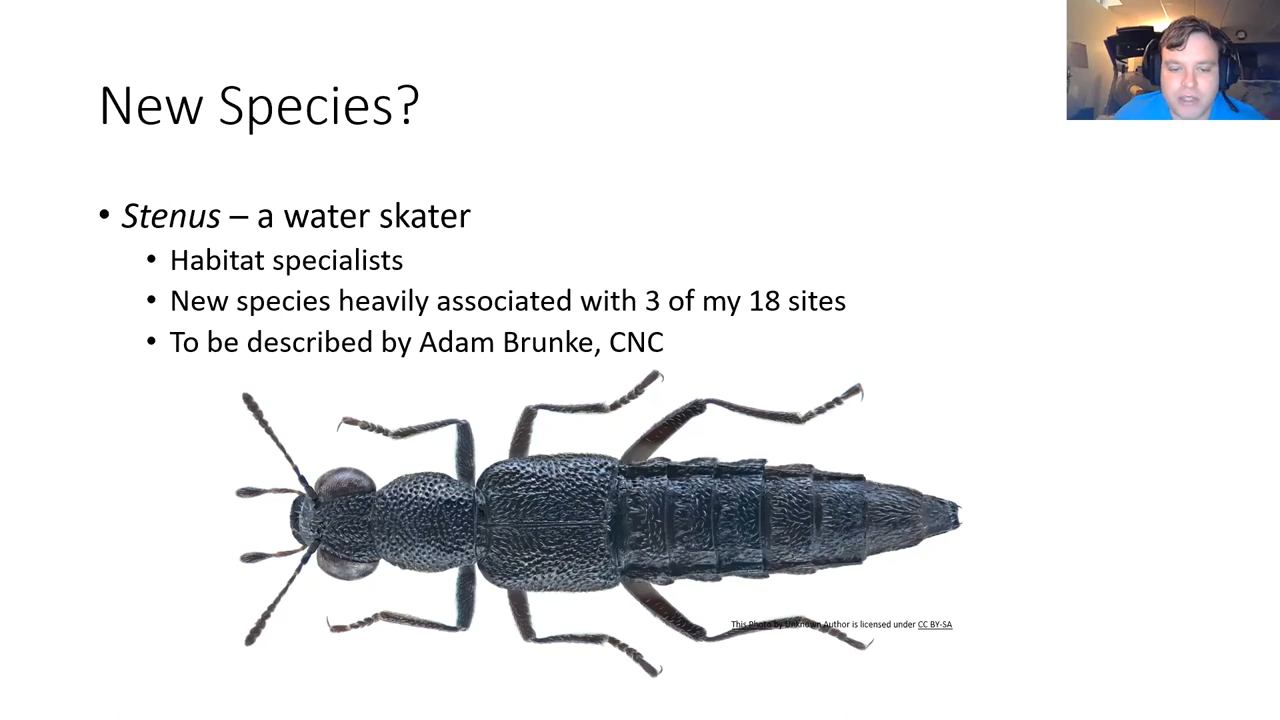 New Species?
• Stenus – a water skater
• Habitat specialists
• New species heavily associated with 3 of my 18 sites
• To be described by Adam Brunke, CNC
This Photo by Unknown Author is licensed under CC BY-SA